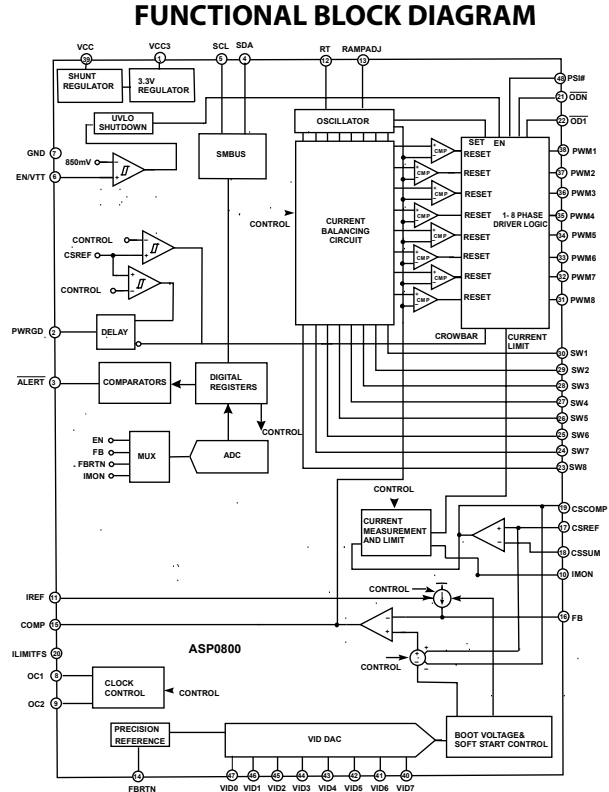 FUNCTIONAL BLOCK DIAGRAM
VCC
39
VCC3
1
SCL
5
SDA
4
RT
12
RAMPADJ
13
SHUNT
REGULATOR
3.3V
REGULATOR
UVLO
SHUTDOWN
SMBUS
OSCILLATOR
CURRENT
BALANCING
CIRCUIT
CONTROL
GND
7
850mV
EN/VTT
6
CONTROL
CSREF
CONTROL
PWRGD
2
DELAY
ALERT
3
COMPARATORS
DIGITAL
REGISTERS
CONTROL
EN
FB
FBRTN
IMON
MUX
ADC
CMP
CMP
CMP
CMP
CMP
CMP
CMP
CMP
SET
EN
RESET
RESET
RESET
RESET
RESET
RESET
RESET
RESET
1- 8 PHASE
DRIVER LOGIC
CROWBAR
CURRENT
LIMIT
48 PSI#
21 ODN
22 OD1
38 PWM1
37 PWM2
36 PWM3
35 PWM4
34 PWM5
33 PWM6
32 PWM7
31 PWM8
30 SW1
29 SW2
28 SW3
27 SW4
26 SW5
25 SW6
24 SW7
23 SW8
CONTROL
CURRENT
MEASUREMENT
AND LIMIT
19 CSCOMP
17 CSREF
18 CSSUM
10 IMON
CONTROL
16 FB
CONTROL
IREF 11
COMP 15
ILIMITFS 20
ASP0800
OC1 8
OC2 9
CLOCK
CONTROL
CONTROL
PRECISION
REFERENCE
VID DAC
BOOT VOLTAGE&
SOFT START CONTROL
14
FBRTN
47
VID0
46
VID1
45
VID2
44
VID3
43
VID4
42
VID5
41
VID6
40
VID7